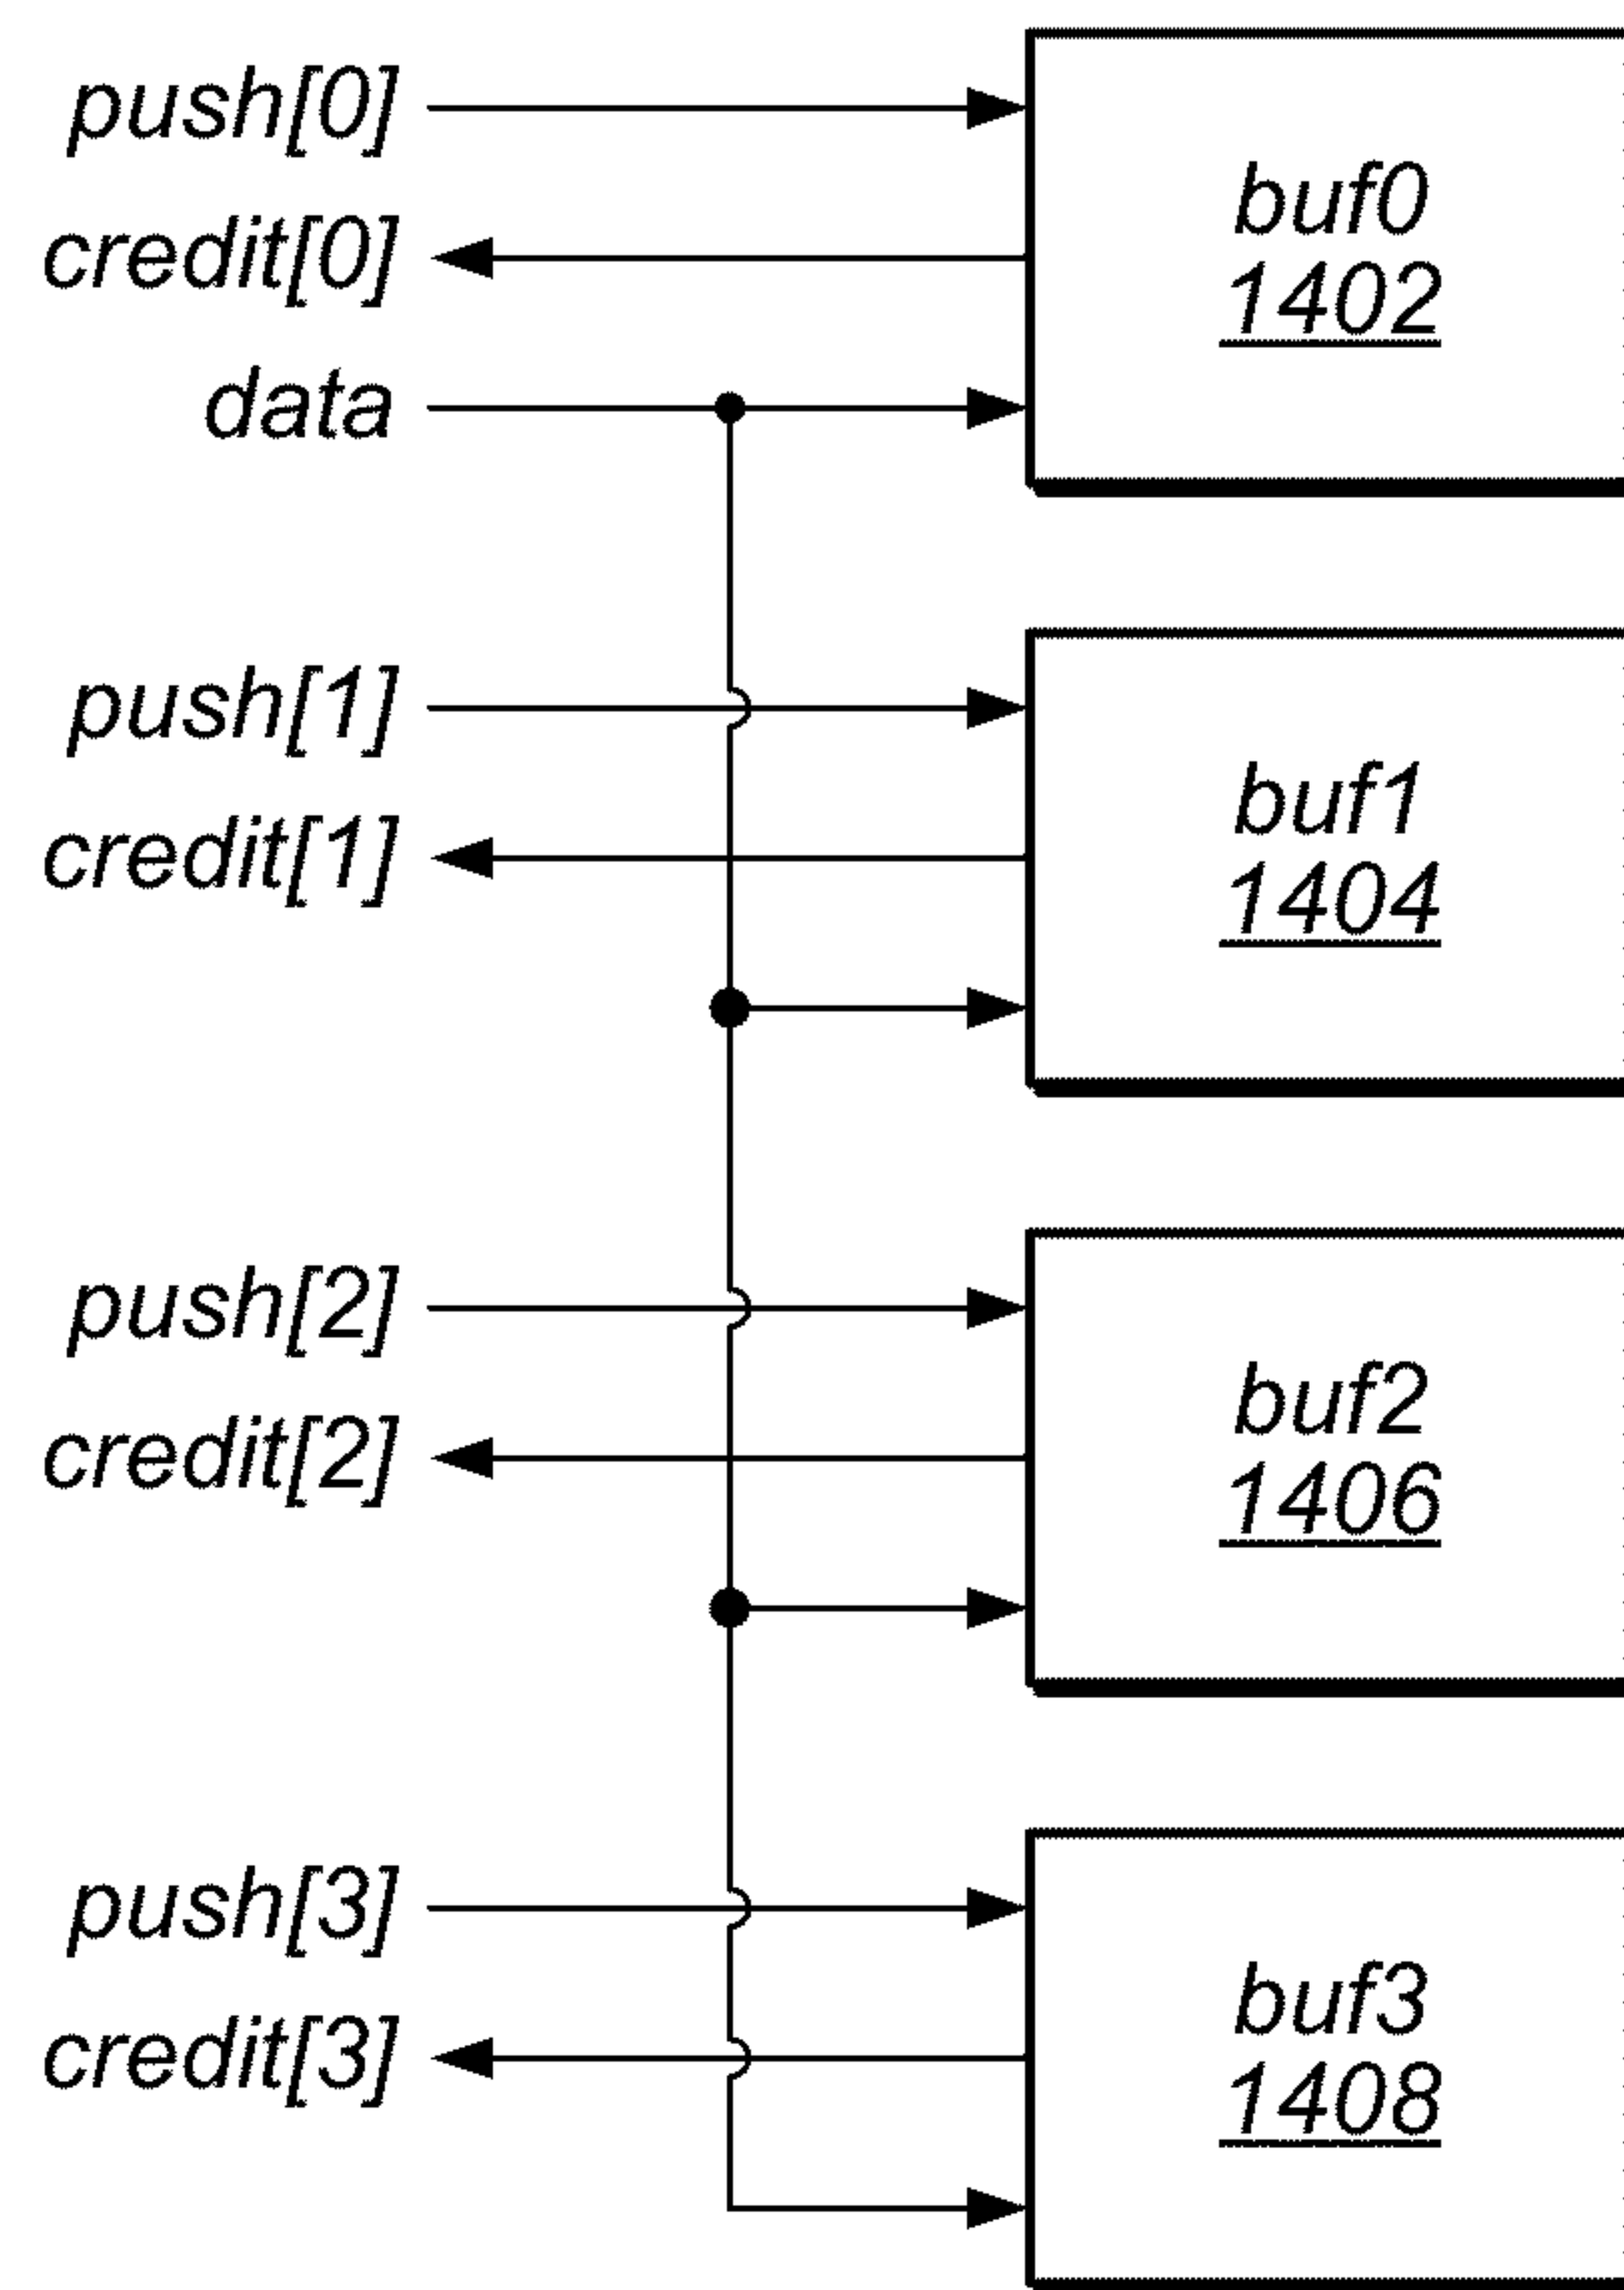 push[0]
credit[0]
data
buf0
1402
push[1]
credit[1]
buf1
1404
push[2]
credit[2]
buf2
1406
push[3]
credit[3]
buf3
1408